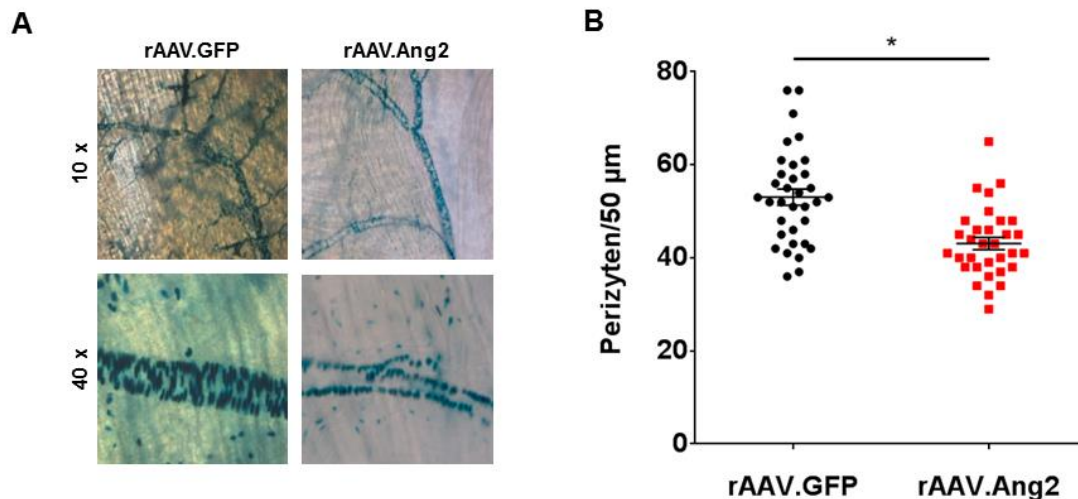 A
rAAV.GFP
rAAV.Ang2
10 x
40 x
B
*
80
60
40
20
0
Perizyten/50 µm
rAAV.GFP
rAAV.Ang2